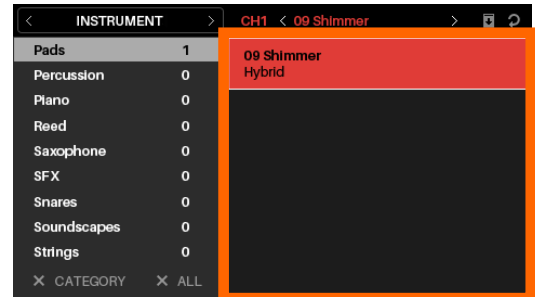 INSTRUMENT
CH1 < 09 Shimmer >
Pads 1
Percussion 0
Piano 0
Reed 0
Saxophone 0
SFX 0
Snares 0
Soundscapes 0
Strings 0
X CATEGORY X ALL
09 Shimmer
Hybrid